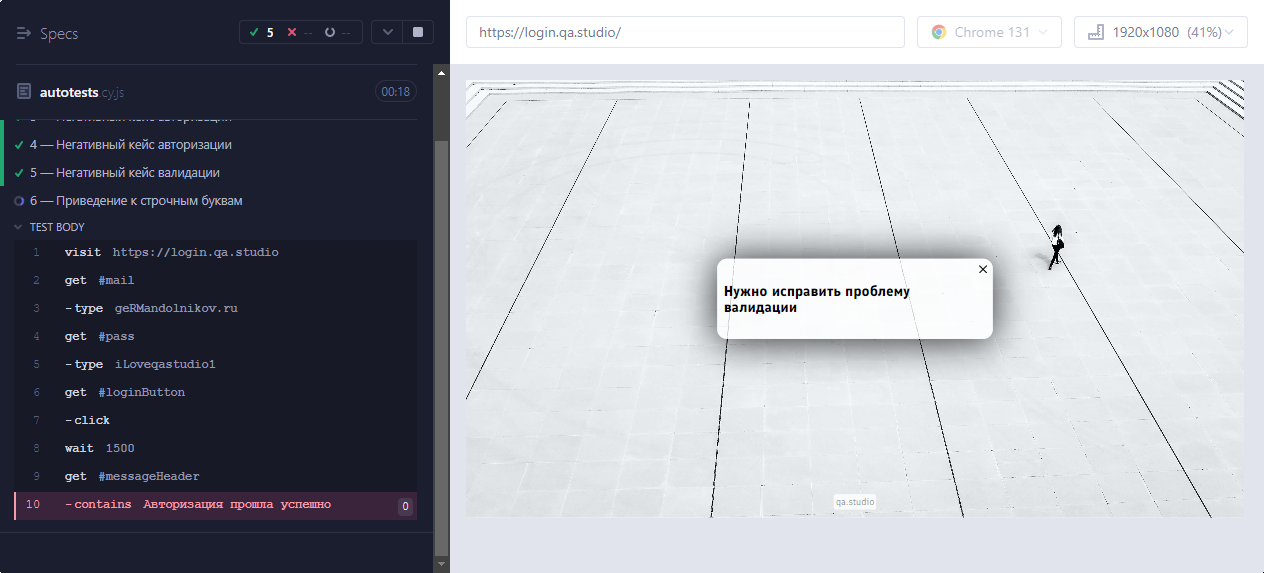 Specs
5
--
--
https://login.qa.studio/
Chrome 131
1920x1080 (41%)
autotests.cy.js
00:18
4 — Негативный кейс авторизации
5 — Негативный кейс валидации
6 — Приведение к строчным буквам
TEST BODY
1 visit https://login.qa.studio
2 get #mail
3 -type geRMandolnikov.ru
4 get #pass
5 -type iLoveqastudio1
6 get #loginButton
7 -click
8 wait 1500
9 get #messageHeader
10 -contains Авторизация прошла успешно 0
Нужно исправить проблему
валидации
qa.studio